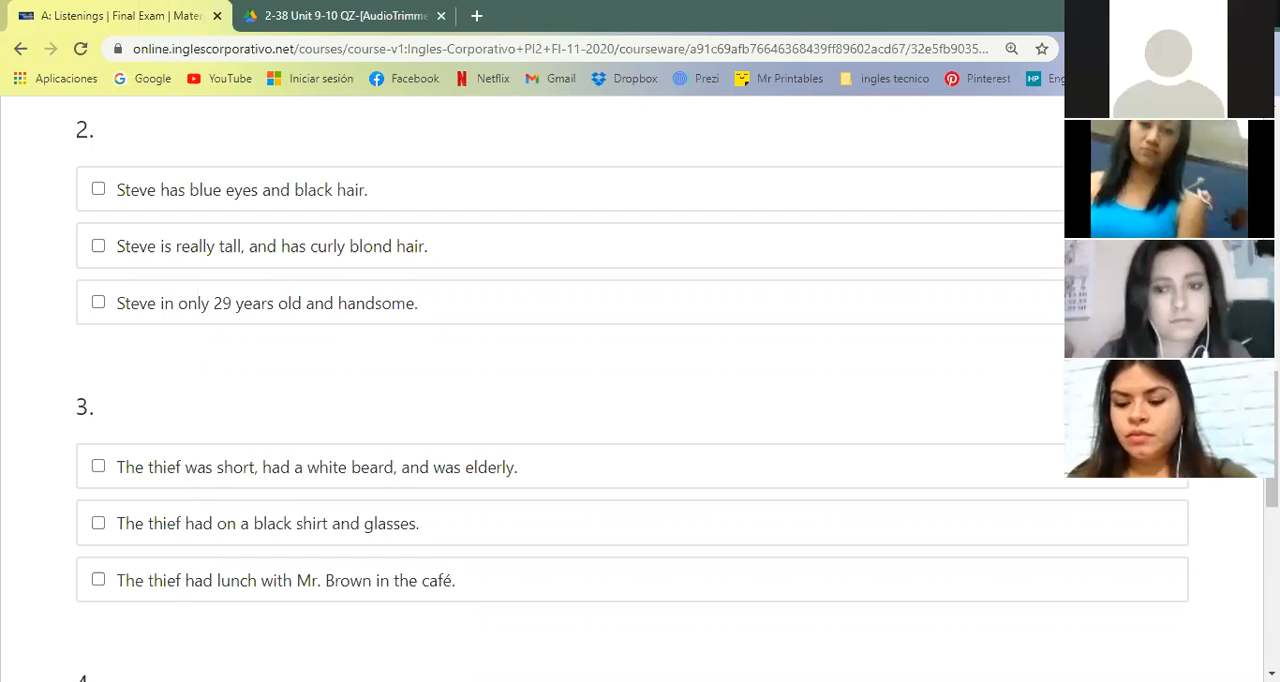 A: Listenings | Final Exam | Mate
2-38 Unit 9-10 QZ-[AudioTrimme
online.inglescorporativo.net/courses/course-v1:Ingles-Corporativo+PI2+FI-11-2020/courseware/a91c69afb76646368439ff89602acd67/32e5fb9035...
Aplicaciones Google YouTube Iniciar sesión Facebook Netflix Gmail Dropbox Prezi Mr Printables ingles tecnico Pinterest HP Eng
2.
Steve has blue eyes and black hair.
Steve is really tall, and has curly blond hair.
Steve in only 29 years old and handsome.
3.
The thief was short, had a white beard, and was elderly.
The thief had on a black shirt and glasses.
The thief had lunch with Mr. Brown in the café.
4